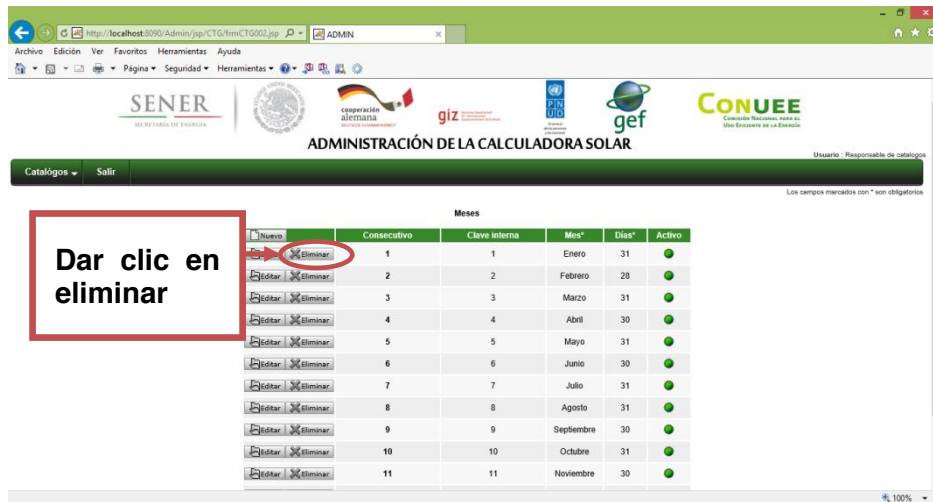 http://localhost:8090/Admin/jsp/CTG/frmCTG002.jsp
ADMIN
Archivo Edición Ver Favoritos Herramientas Ayuda
Página Seguridad Herramientas
SENER
SECRETARÍA DE ENERGÍA
cooperación
alemana
DEUTSCHE ZUSAMMENARBEIT
giz
PNUD
gef
CONUEE
COMISIÓN NACIONAL PARA EL
USO EFICIENTE DE LA ENERGÍA
ADMINISTRACIÓN DE LA CALCULADORA SOLAR
Usuario : Responsable de catalogos
Catalógos Salir
Los campos marcados con * son obligatorios
Meses
Nuevo Consecutivo Clave interna Mes* Días* Activo
Eliminar 1 1 Enero 31
Dar clic en
eliminar
Editar Eliminar 2 2 Febrero 28
Editar Eliminar 3 3 Marzo 31
Editar Eliminar 4 4 Abril 30
Editar Eliminar 5 5 Mayo 31
Editar Eliminar 6 6 Junio 30
Editar Eliminar 7 7 Julio 31
Editar Eliminar 8 8 Agosto 31
Editar Eliminar 9 9 Septiembre 30
Editar Eliminar 10 10 Octubre 31
Editar Eliminar 11 11 Noviembre 30
100%